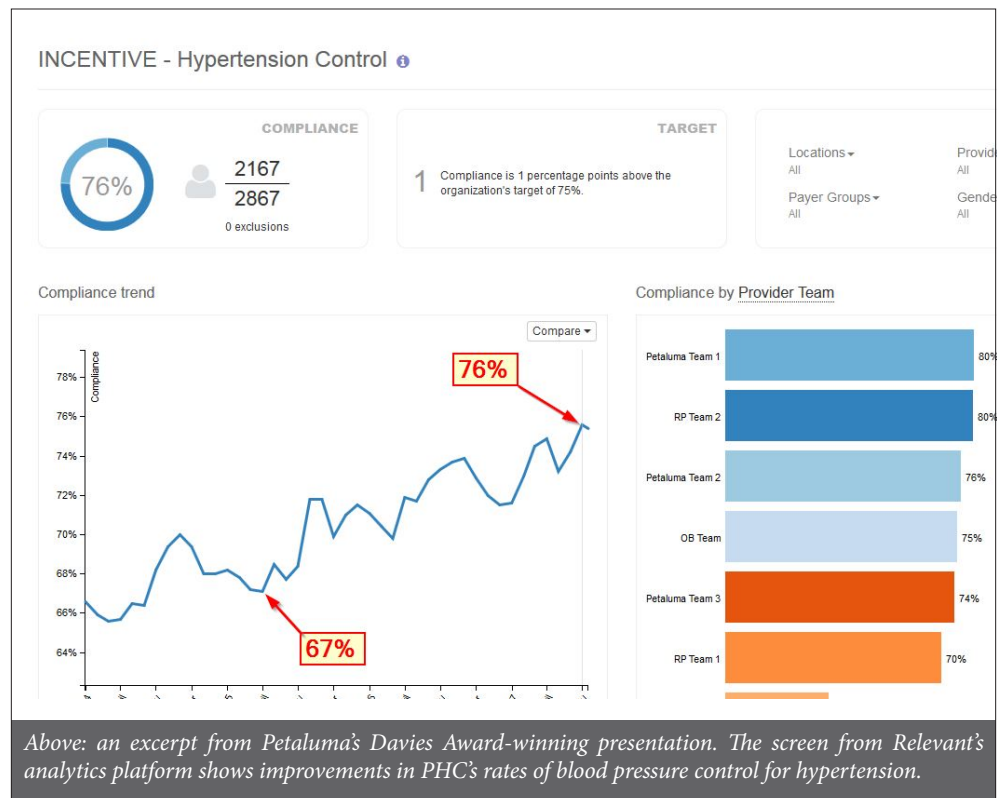 INCENTIVE - Hypertension Control
COMPLIANCE
76%
2167
2867
0 exclusions
TARGET
1
Compliance is 1 percentage points above the
organization's target of 75%.
Locations
All
Payer Groups
All
All
All
Compliance trend
Compare
Compliance
78%
76%
74%
72%
70%
68%
66%
64%
76%
67%
Compliance by Provider Team
Petaluma Team 1
80%
RP Team 2
80%
Petaluma Team 2
76%
OB Team
75%
Petaluma Team 3
74%
RP Team 1
70%
Above: an excerpt from Petaluma's Davies Award-winning presentation. The screen from Relevant's
analytics platform shows improvements in PHC's rates of blood pressure control for hypertension.